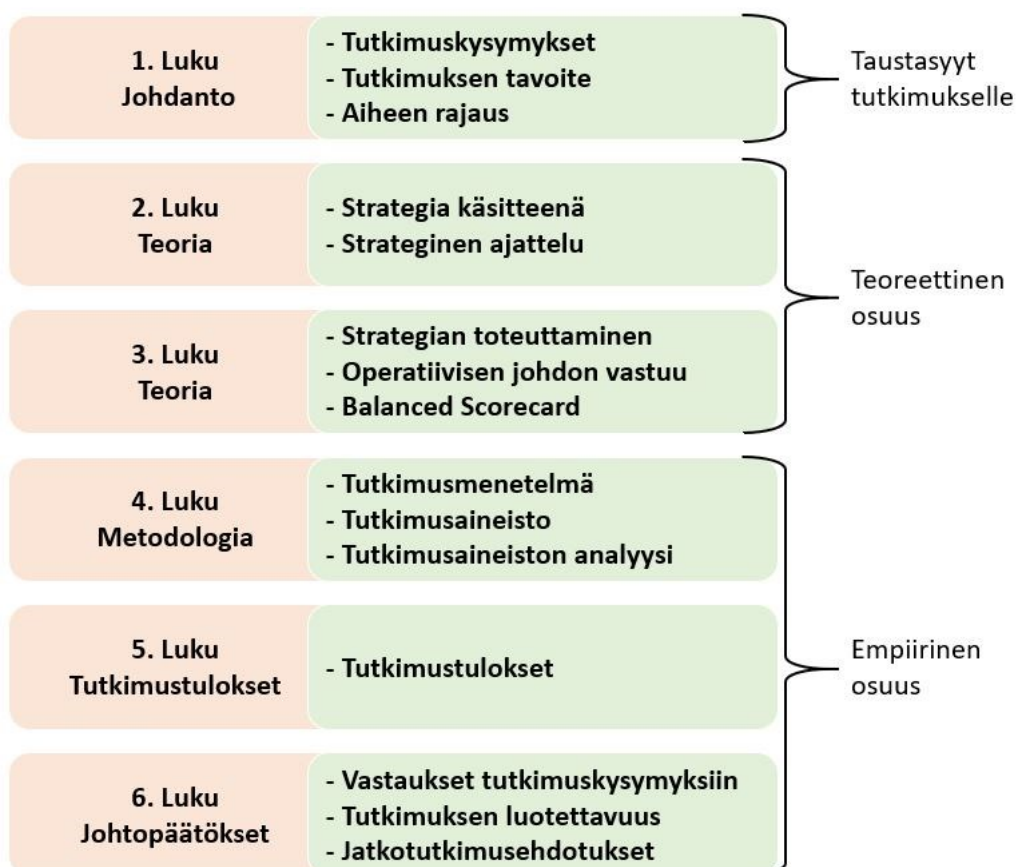 1. Luku
Johdanto
- Tutkimuskysymykset
- Tutkimuksen tavoite
- Aiheen rajaus
Taustasyyt
tutkimukselle
2. Luku
Teoria
- Strategia käsitteenä
- Strateginen ajattelu
3. Luku
Teoria
- Strategian toteuttaminen
- Operatiivisen johdon vastuu
- Balanced Scorecard
Teoreettinen
osuus
4. Luku
Metodologia
- Tutkimusmenetelmä
- Tutkimusaineisto
- Tutkimusaineiston analyysi
5. Luku
Tutkimustulokset
- Tutkimustulokset
6. Luku
Johtopäätökset
- Vastaukset tutkimuskysymyksiin
- Tutkimuksen luotettavuus
- Jatkotutkimusehdotukset
Empiirinen
osuus